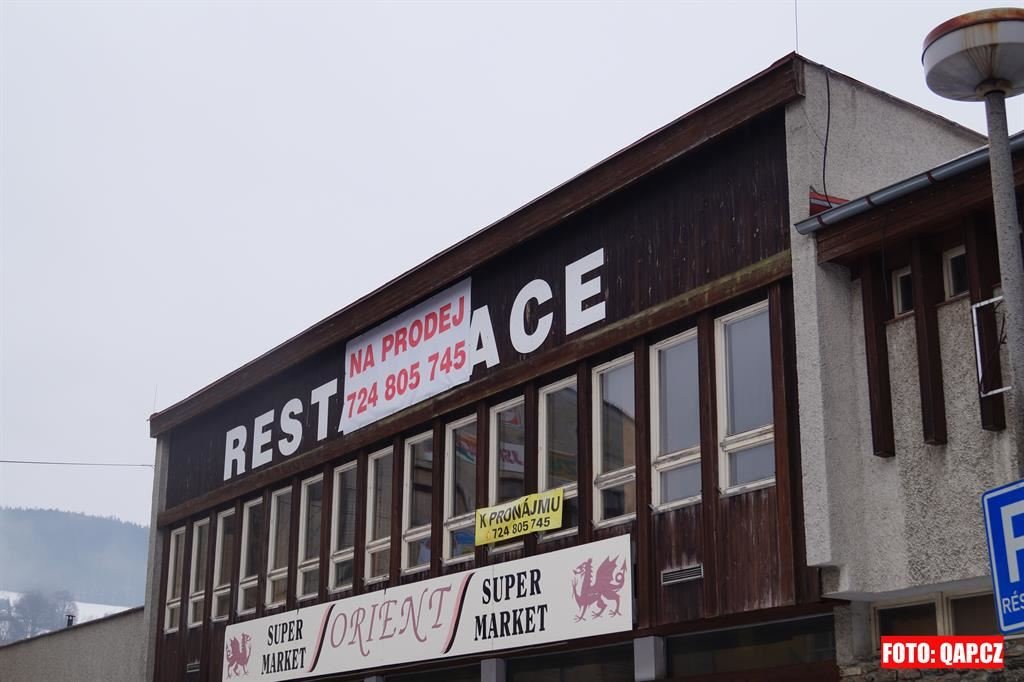 REST ACE
NA PRODEJ
724 805 745
K PRONÁJMU
724 805 745
SUPER
MARKET
ORIENT
SUPER
MARKET
P
RÉS
FOTO: QAP.CZ